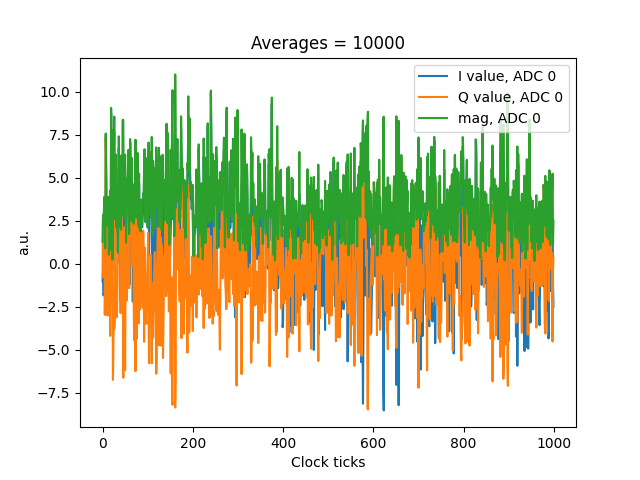 Averages = 10000
I value, ADC 0
Q value, ADC 0
mag, ADC 0
10.0
7.5
5.0
2.5
0.0
−2.5
−5.0
−7.5
a.u.
0 200 400 600 800 1000
Clock ticks